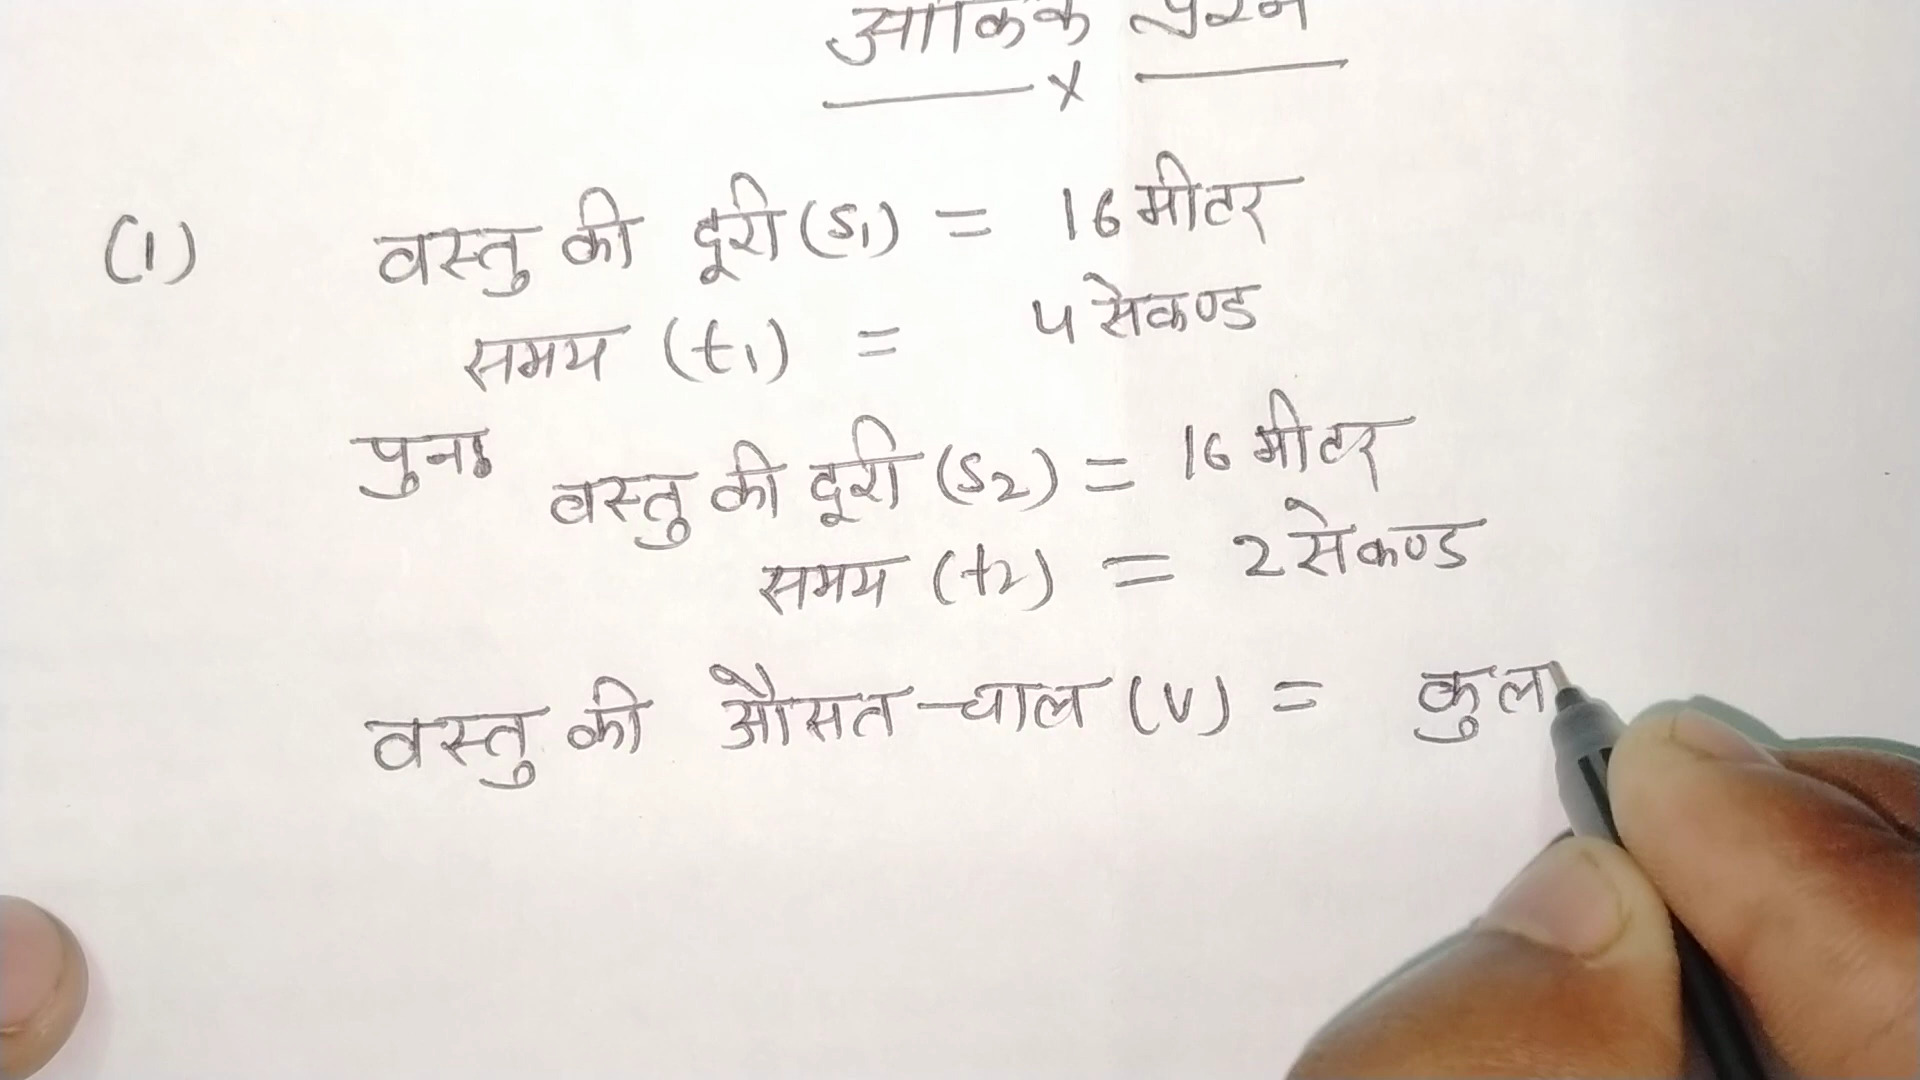 आंकिक प्रश्न
x
(1) वस्तु की दूरी (S1) = 16 मीटर
समय (t1) = 4 सेकण्ड
पुनः वस्तु की दूरी (S2) = 16 मीटर
समय (t2) = 2 सेकण्ड
वस्तु की औसत चाल (v) = कुल